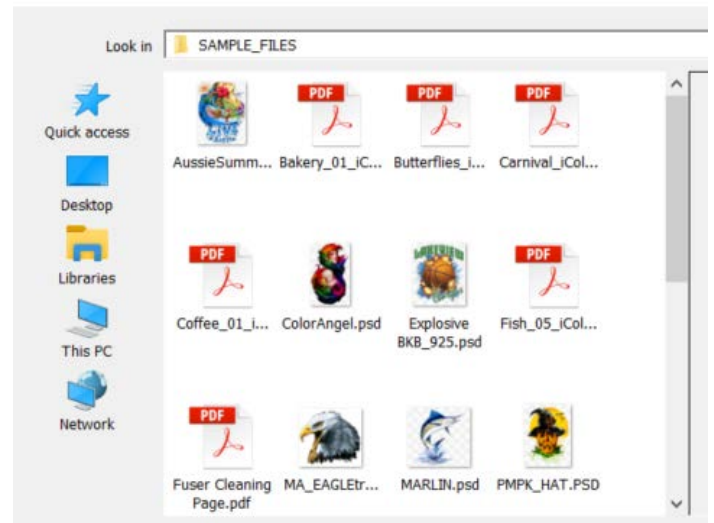 Look in
SAMPLE_FILES
Quick access
Desktop
Libraries
This PC
Network
PDF
PDF
PDF
AussieSumm...
Bakery_01_iC...
Butterflies_i...
Carnival_iCol...
PDF
PDF
Coffee_01_i...
ColorAngel.psd
Explosive
BKB_925.psd
Fish_05_iCol...
PDF
Fuser Cleaning
Page.pdf
MA_EAGLEtr...
MARLIN.psd
PMPK_HAT.PSD